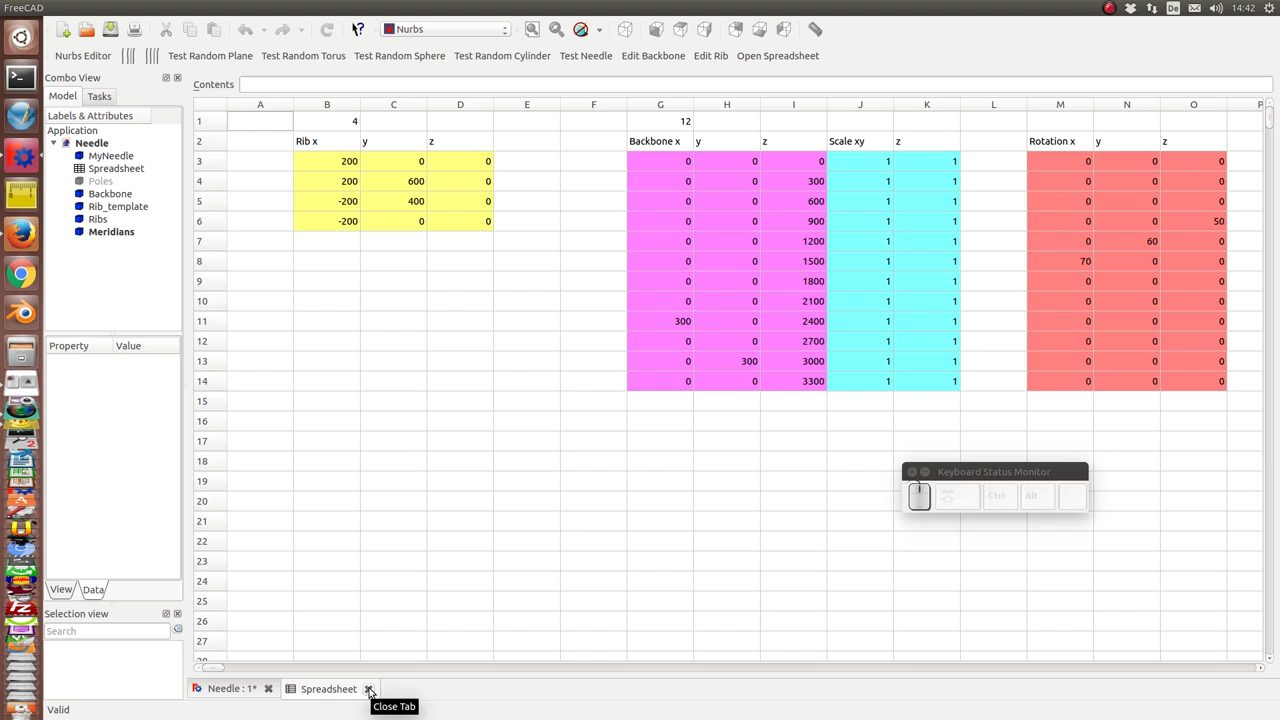 FreeCAD
De
14:42
Nurbs
Nurbs Editor Test Random Plane Test Random Torus Test Random Sphere Test Random Cylinder Test Needle Edit Backbone Edit Rib Open Spreadsheet
Combo View
Contents
Model Tasks
Labels & Attributes
Application
Needle
MyNeedle
Spreadsheet
Poles
Backbone
Rib_template
Ribs
Meridians
Property Value
View Data
Selection view
Search
A B C D E F G H I J K L M N O P
1 4 12
2 Rib x y z Backbone x y z Scale xy z Rotation x y z
3 200 0 0 0 0 0 1 1 0 0 0
4 200 600 0 0 0 300 1 1 0 0 0
5 -200 400 0 0 0 600 1 1 0 0 0
6 -200 0 0 0 0 900 1 1 0 0 50
7 0 0 1200 1 1 0 60 0
8 0 0 1500 1 1 70 0 0
9 0 0 1800 1 1 0 0 0
10 0 0 2100 1 1 0 0 0
11 300 0 2400 1 1 0 0 0
12 0 0 2700 1 1 0 0 0
13 0 300 3000 1 1 0 0 0
14 0 0 3300 1 1 0 0 0
15
16
17
18
19
20
21
22
23
24
25
26
27
Keyboard Status Monitor
Ctrl Alt
Needle : 1* Spreadsheet
Close Tab
Valid